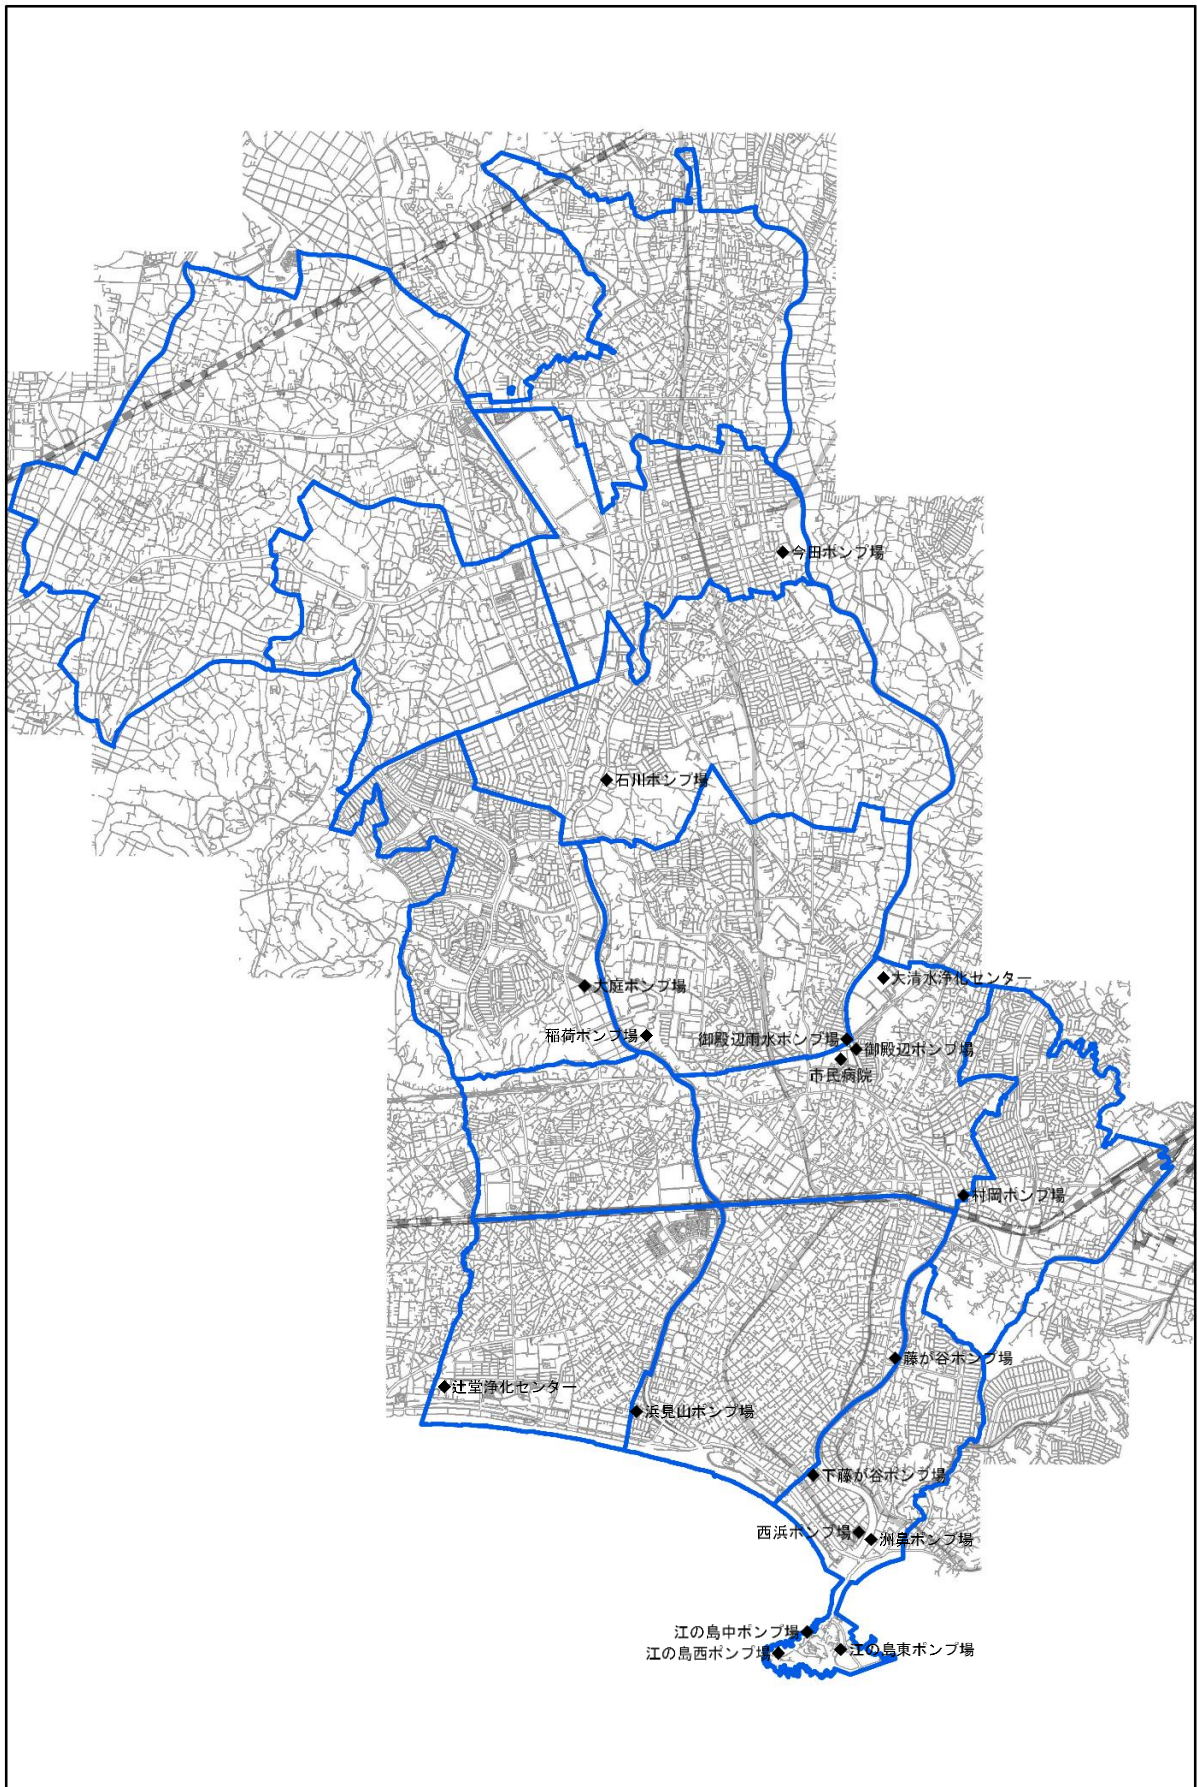 今田ポンプ場
石川ポンプ場
大清水浄化センター
大庭ポンプ場
稲荷ポンプ場
御殿辺雨水ポンプ場
御殿辺ポンプ場
市民病院
村岡ポンプ場
藤が谷ポンプ場
辻堂浄化センター
浜見山ポンプ場
下藤が谷ポンプ場
西浜ポンプ場
洲鼻ポンプ場
江の島中ポンプ場
江の島西ポンプ場
江の島東ポンプ場